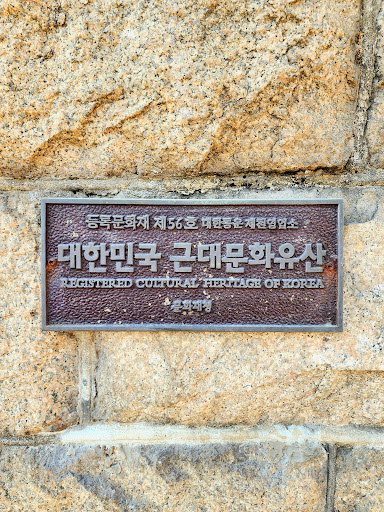 등록문화재 제56호 대한통운 제천영업소
대한민국 근대문화유산
REGISTERED CULTURAL HERITAGE OF KOREA
문화재청